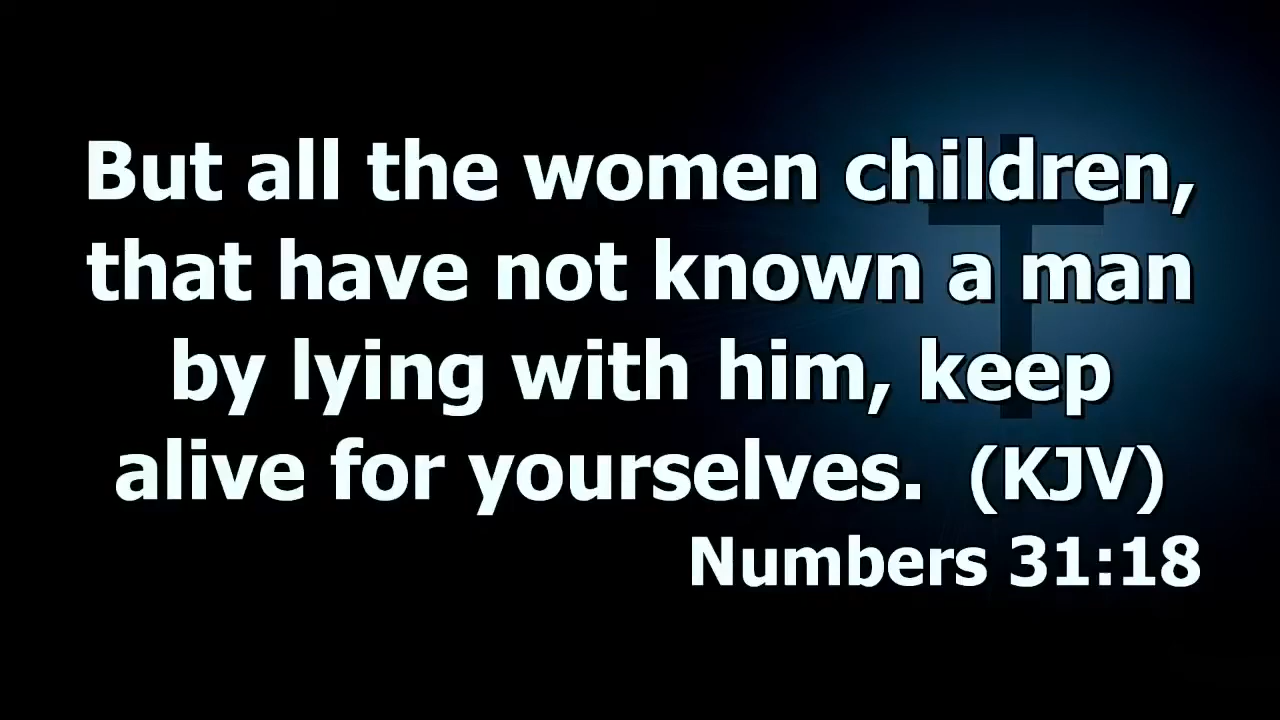 But all the women children,
that have not known a man
by lying with him, keep
alive for yourselves. (KJV)
Numbers 31:18